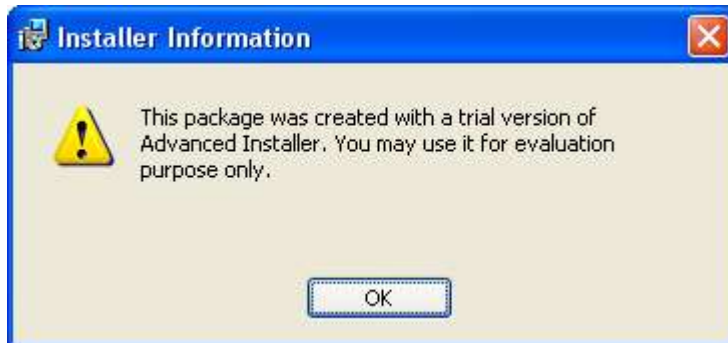 Installer Information
This package was created with a trial version of
Advanced Installer. You may use it for evaluation
purpose only.
OK